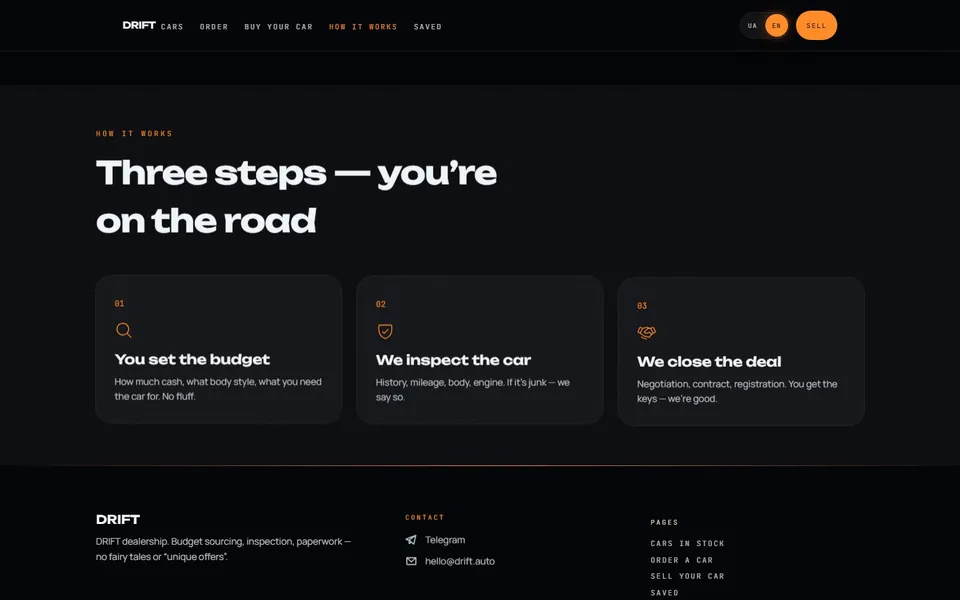 DRIFT
CARS
ORDER
BUY YOUR CAR
HOW IT WORKS
SAVED
UA
EN
SELL
HOW IT WORKS
Three steps — you're
on the road
01
You set the budget
How much cash, what body style, what you need
the car for. No fluff.
02
We inspect the car
History, mileage, body, engine. If it's junk — we
say so.
03
We close the deal
Negotiation, contract, registration. You get the
keys — we're good.
DRIFT
DRIFT dealership. Budget sourcing, inspection, paperwork —
no fairy tales or “unique offers”.
CONTACT
Telegram
hello@drift.auto
PAGES
CARS IN STOCK
ORDER A CAR
SELL YOUR CAR
SAVED